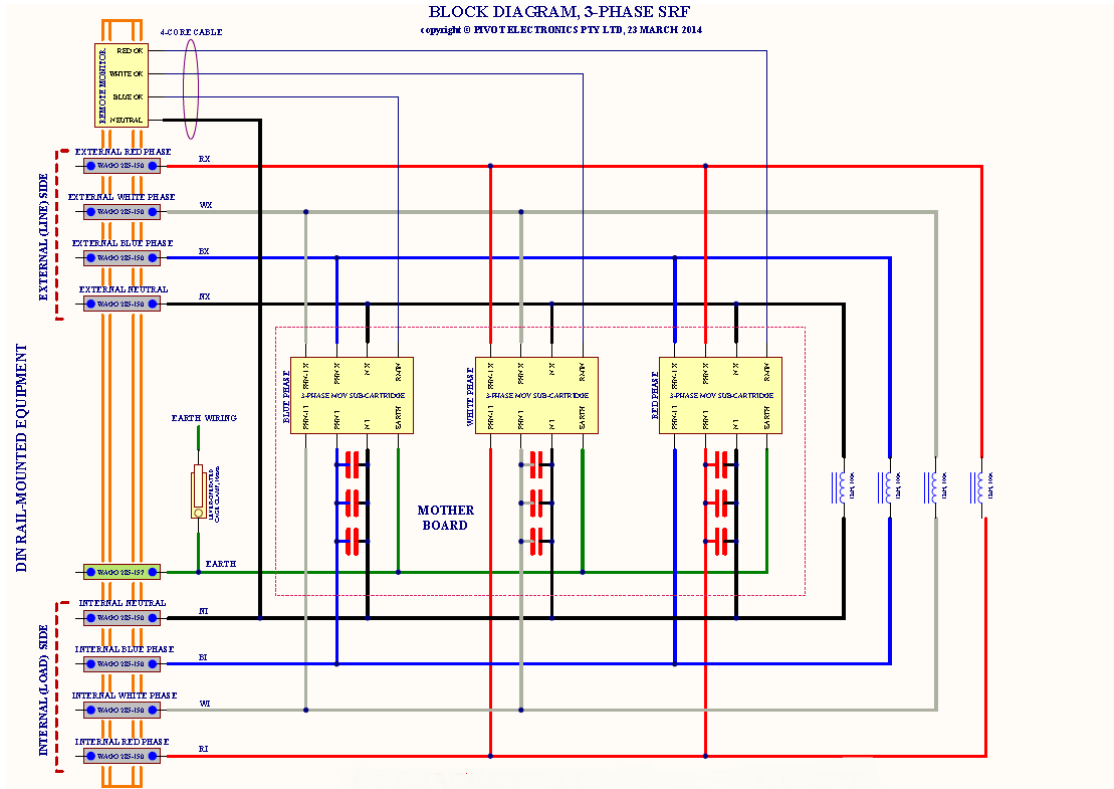 BLOCK DIAGRAM, 3-PHASE SRF
copyright © PIVOT ELECTRONICS PTY LTD, 23 MARCH 2014
4-CORE CABLE
REMOTE MONITOR
RED OK
WHITE OK
BLUE OK
NEUTRAL
EXTERNAL (LINE) SIDE
EXTERNAL RED PHASE
WAGO 285-150
RX
EXTERNAL WHITE PHASE
WAGO 285-150
WX
EXTERNAL BLUE PHASE
WAGO 285-150
BX
EXTERNAL NEUTRAL
WAGO 285-150
NX
DIN RAIL-MOUNTED EQUIPMENT
BLUE PHASE
3-PHASE MOV SUB-CARTRIDGE
N X
EARTH
WHITE PHASE
3-PHASE MOV SUB-CARTRIDGE
N X
EARTH
RED PHASE
3-PHASE MOV SUB-CARTRIDGE
N X
EARTH
EARTH WIRING
LEVER-OPERATED
MOTHER
BOARD
WAGO 285-157
EARTH
INTERNAL (LOAD) SIDE
INTERNAL NEUTRAL
WAGO 285-150
NI
INTERNAL BLUE PHASE
WAGO 285-150
BI
INTERNAL WHITE PHASE
WAGO 285-150
WI
INTERNAL RED PHASE
WAGO 285-150
RI